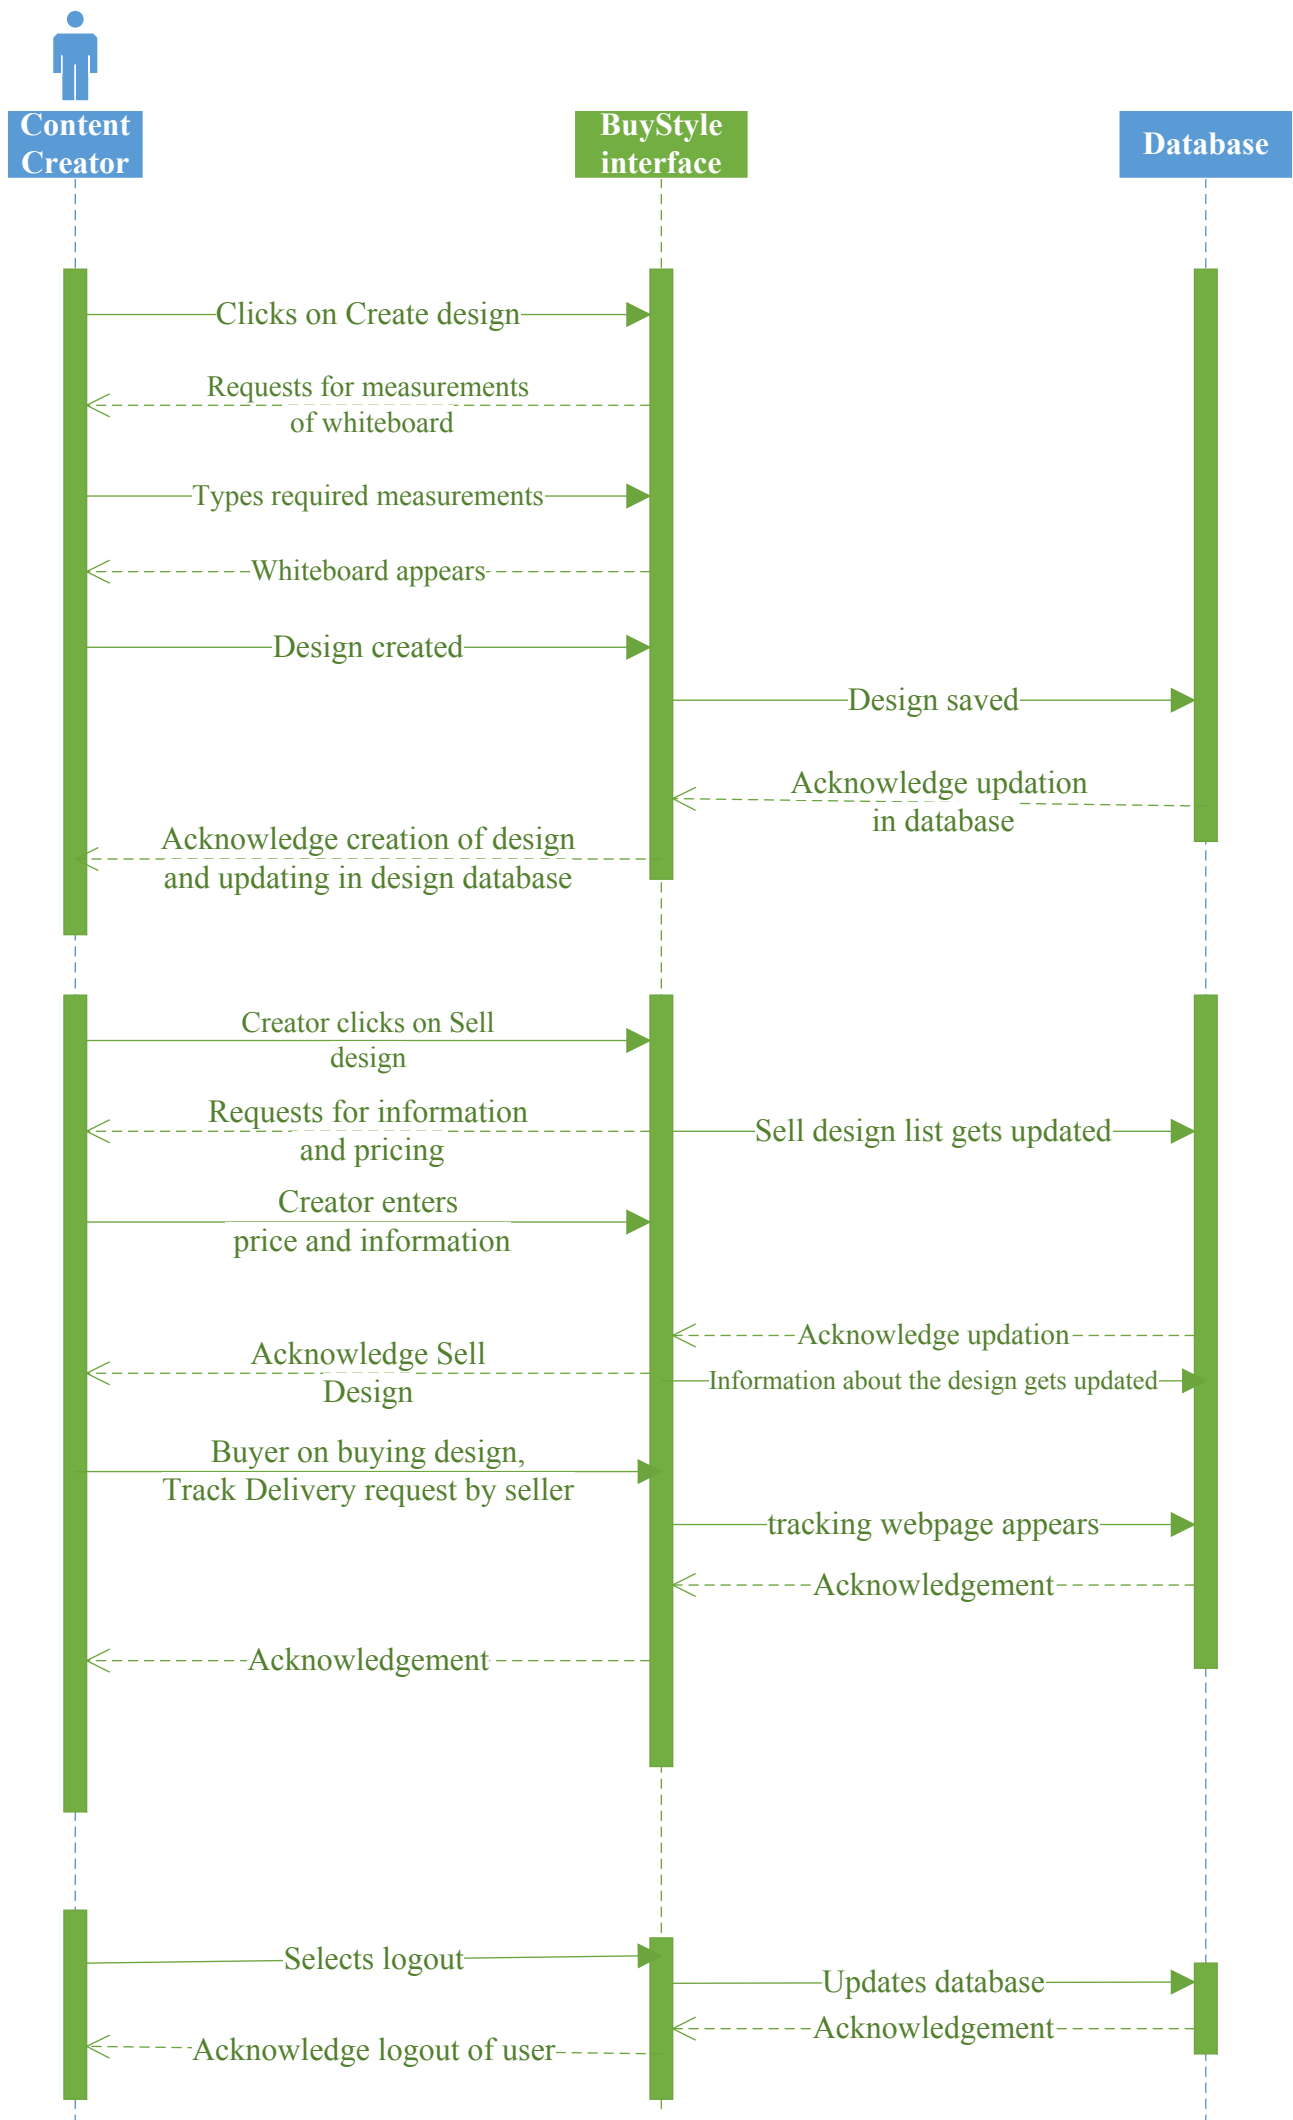 Content
Creator
BuyStyle
interface
Database
Clicks on Create design
Requests for measurements
of whiteboard
Types required measurements
Whiteboard appears
Design created
Design saved
Acknowledge updation
in database
Acknowledge creation of design
and updating in design database
Creator clicks on Sell
design
Requests for information
and pricing
Sell design list gets updated
Creator enters
price and information
Acknowledge updation
Acknowledge Sell
Design
Information about the design gets updated
Buyer on buying design,
Track Delivery request by seller
tracking webpage appears
Acknowledgement
Acknowledgement
Selects logout
Updates database
Acknowledgement
Acknowledge logout of user